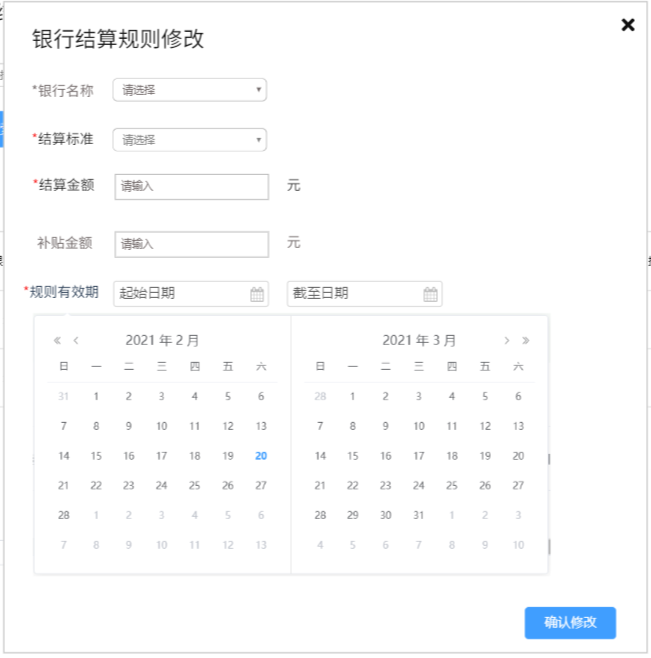 银行结算规则修改
*银行名称 请选择
*结算标准 请选择
*结算金额 请输入 元
补贴金额 请输入 元
*规则有效期 起始日期 截至日期
« < 2021 年 2 月 2021 年 3 月 > »
日 一 二 三 四 五 六 日 一 二 三 四 五 六
31 1 2 3 4 5 6 28 1 2 3 4 5 6
7 8 9 10 11 12 13 7 8 9 10 11 12 13
14 15 16 17 18 19 20 14 15 16 17 18 19 20
21 22 23 24 25 26 27 21 22 23 24 25 26 27
28 1 2 3 4 5 6 28 29 30 31 1 2 3
7 8 9 10 11 12 13 4 5 6 7 8 9 10
确认修改